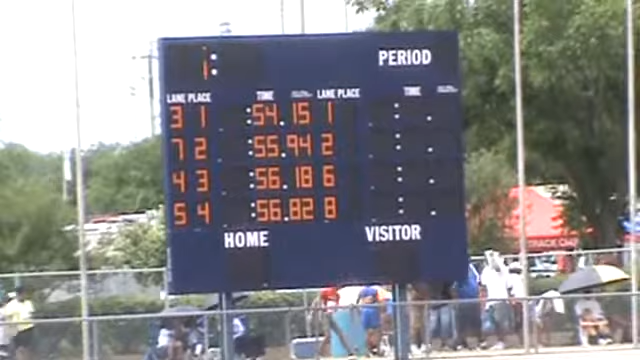 1:
PERIOD
LANE PLACE TIME LANE PLACE TIME
3 1 :54.15 1 : .
7 2 :55.94 2 : .
4 3 :56.18 6 : .
5 4 :56.82 8 : .
HOME VISITOR
TRACK